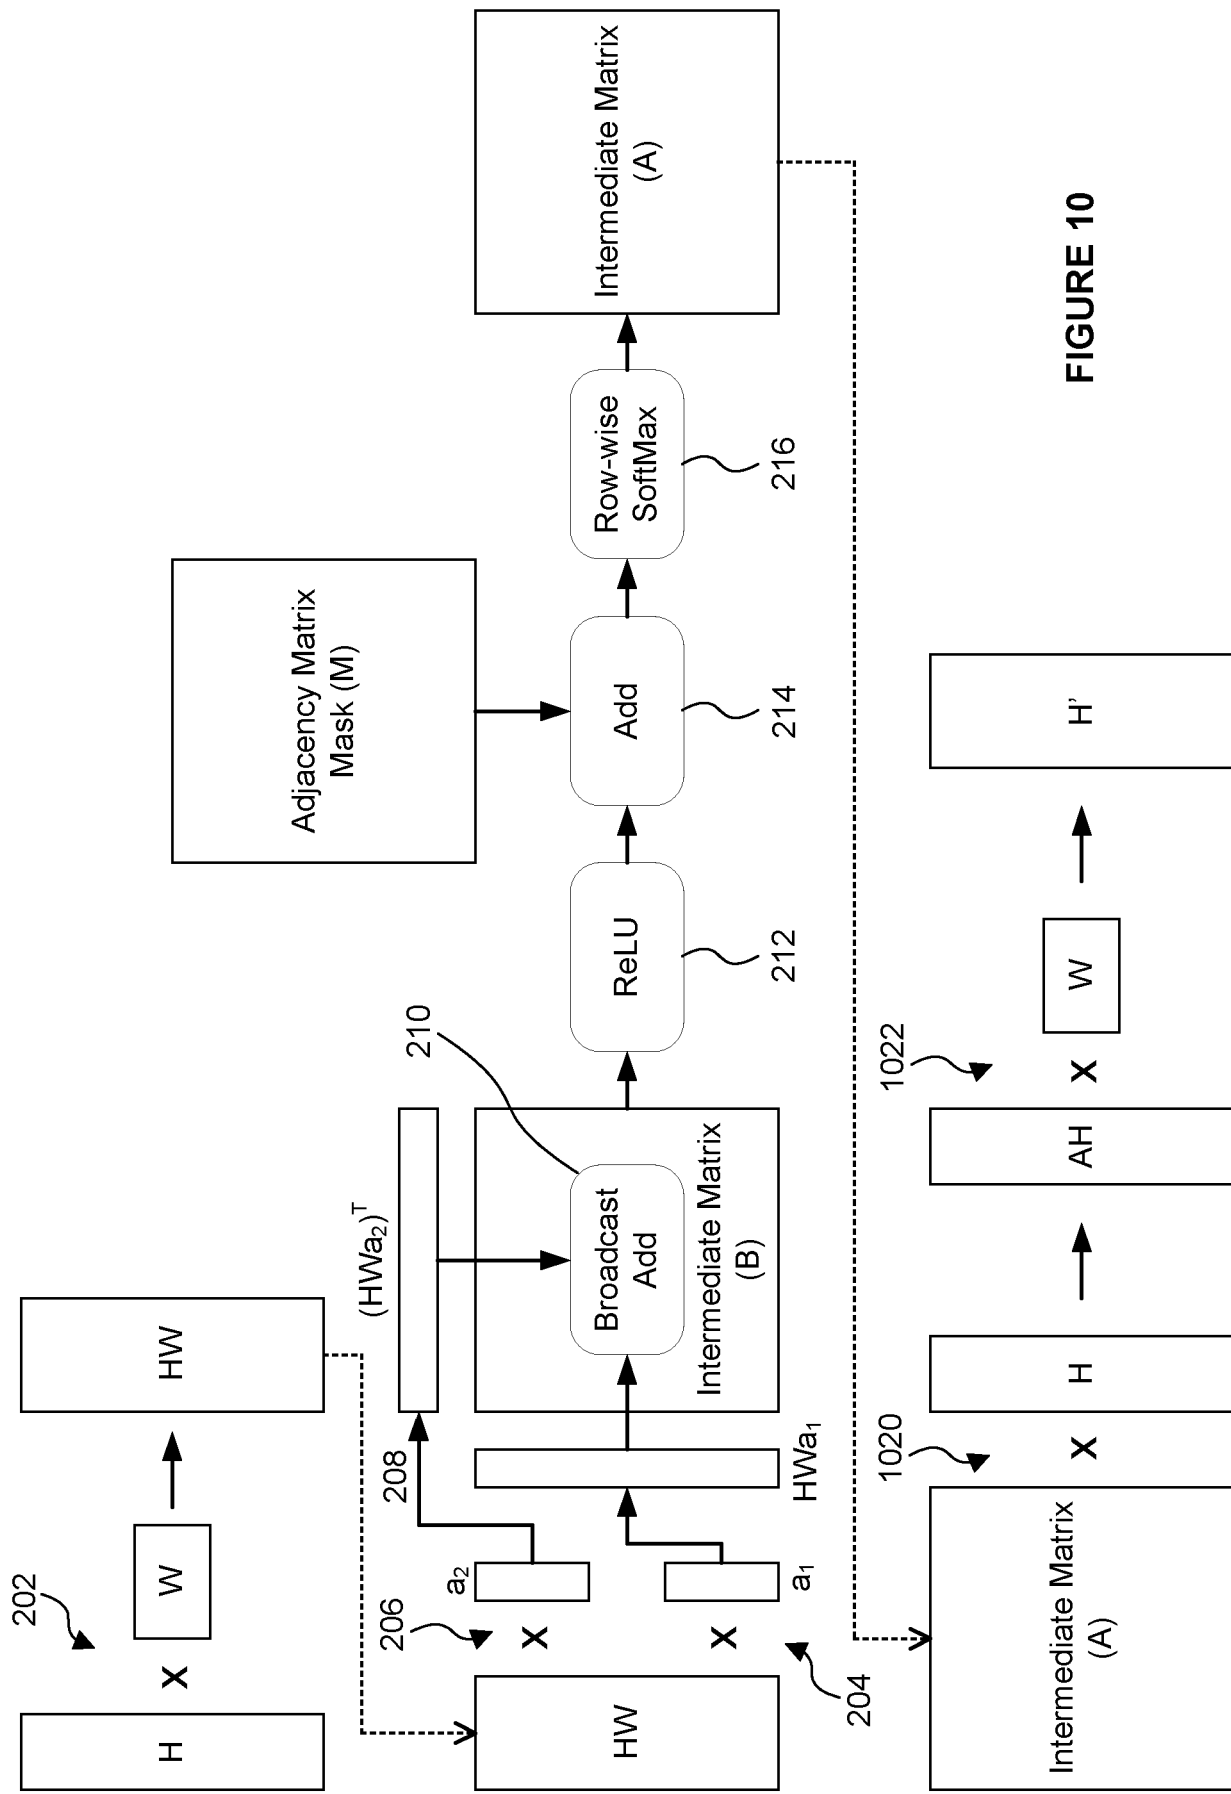 202
H
X
W
HW
HW
206
X
a₂
208
(HWa₂)ᵀ
X
204
a₁
HWa₁
Broadcast
Add
210
Intermediate Matrix
(B)
ReLU
212
Adjacency Matrix
Mask (M)
Add
214
Row-wise
SoftMax
216
Intermediate Matrix
(A)
Intermediate Matrix
(A)
1020
X
H
AH
1022
X
W
H'
FIGURE 10